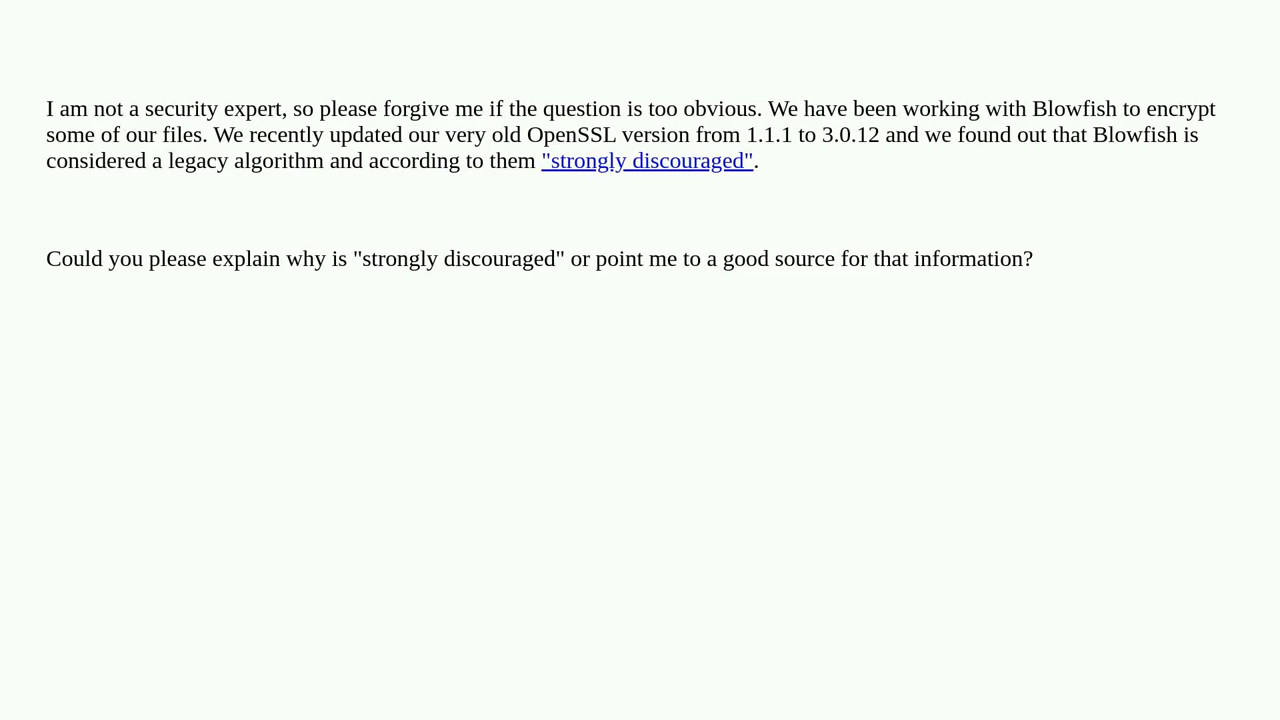 I am not a security expert, so please forgive me if the question is too obvious. We have been working with Blowfish to encrypt
some of our files. We recently updated our very old OpenSSL version from 1.1.1 to 3.0.12 and we found out that Blowfish is
considered a legacy algorithm and according to them "strongly discouraged".
Could you please explain why is "strongly discouraged" or point me to a good source for that information?